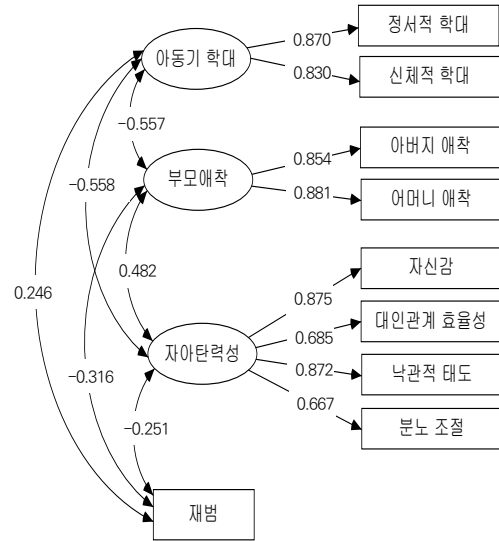 정서적 학대
0.870
아동기 학대
0.830
신체적 학대
-0.557
0.854
아버지 애착
-0.558
부모애착
0.881
어머니 애착
0.482
자신감
0.246
0.875
0.685
대인관계 효율성
자아탄력성
-0.316
0.872
낙관적 태도
0.667
-0.251
분노 조절
재범